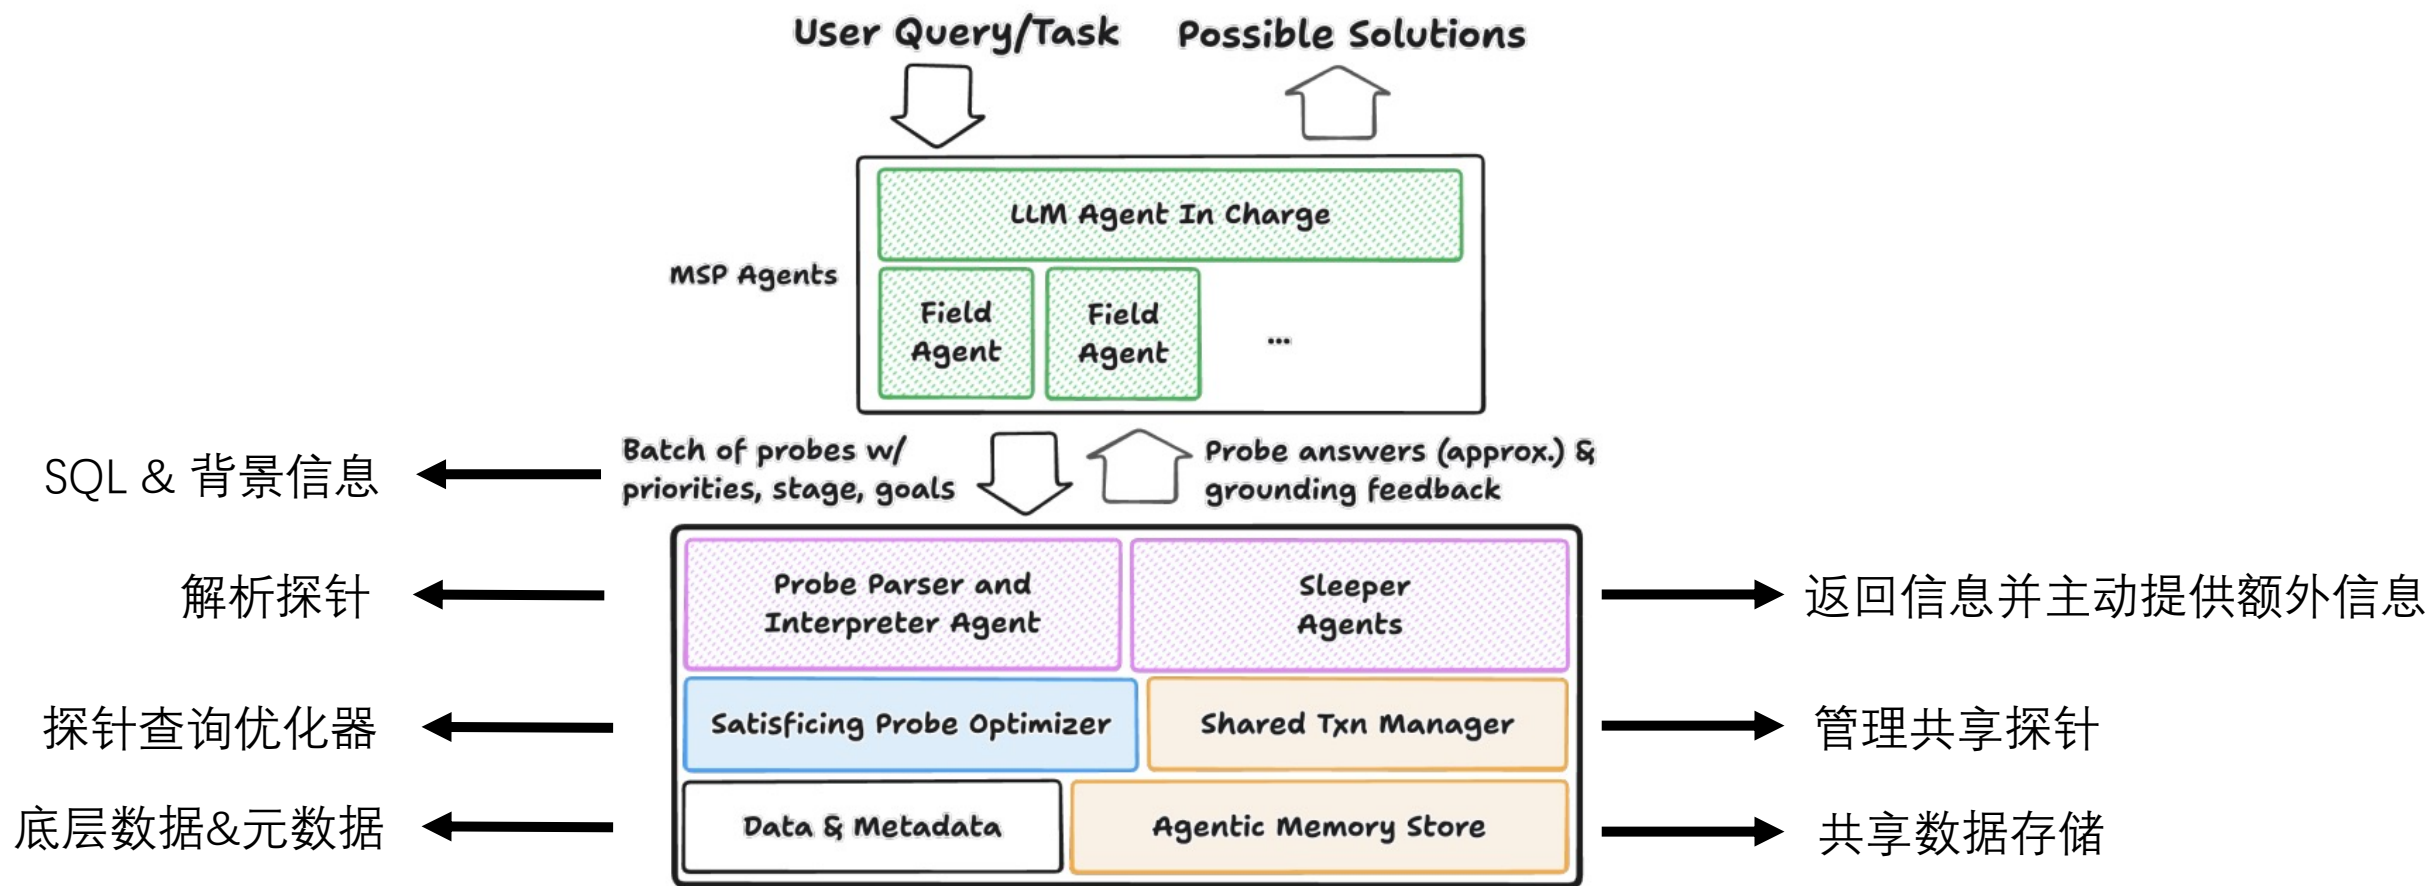 User Query/Task
Possible Solutions
LLM Agent In Charge
MSP Agents
Field
Agent
Field
Agent
...
SQL & 背景信息
Batch of probes w/
priorities, stage, goals
Probe answers (approx.) &
grounding feedback
解析探针
Probe Parser and
Interpreter Agent
Sleeper
Agents
返回信息并主动提供额外信息
探针查询优化器
Satisficing Probe Optimizer
Shared Txn Manager
管理共享探针
底层数据&元数据
Data & Metadata
Agentic Memory Store
共享数据存储